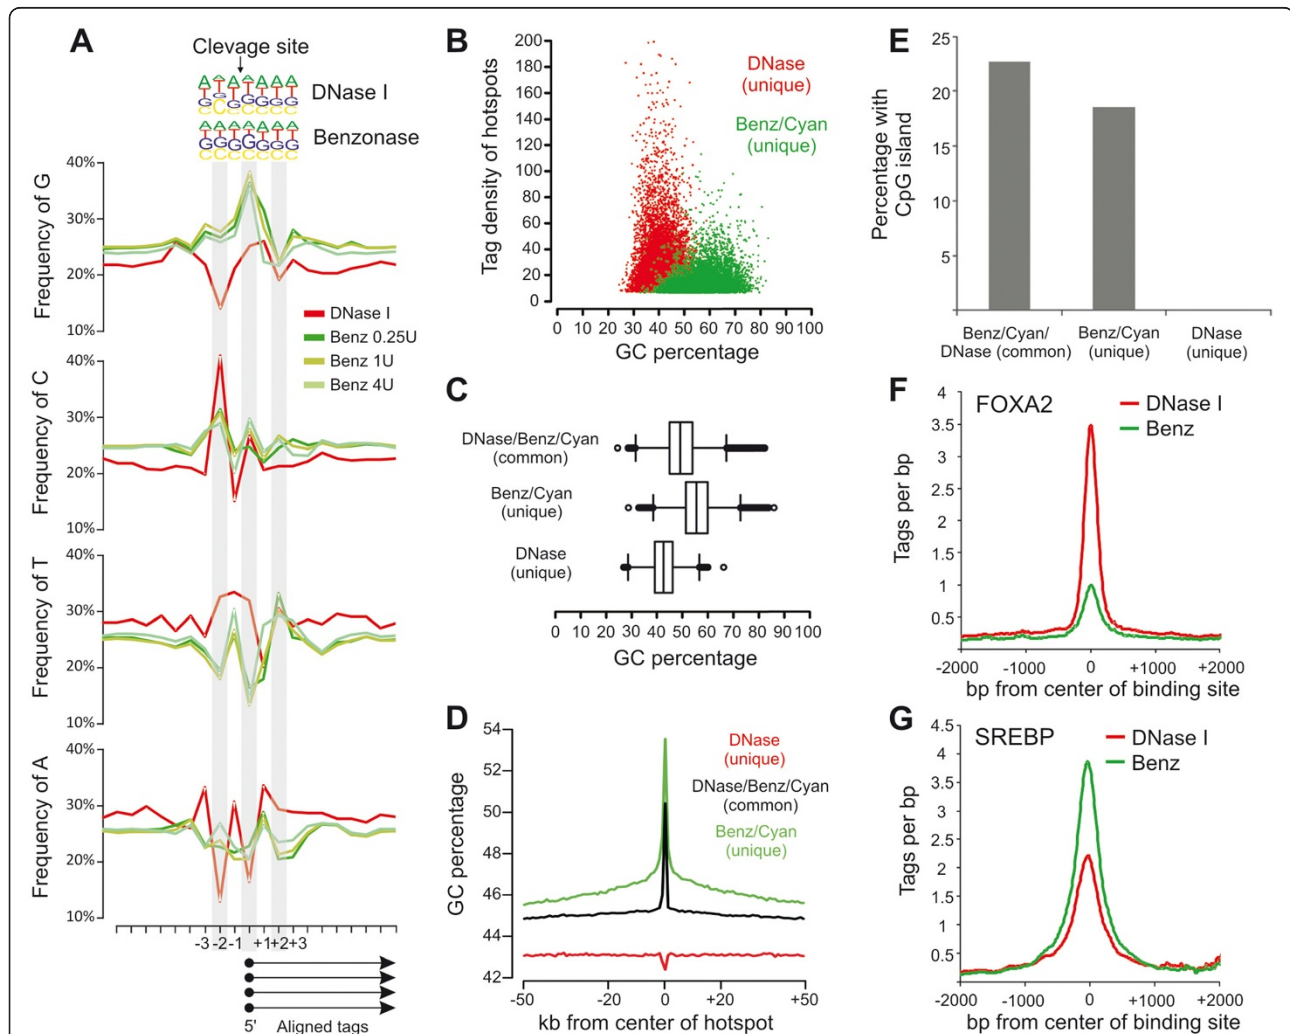 A
Clevage site
A T A T A A A
DNase I
Benzonase
40%
30%
20%
10%
Frequency of G
DNase I
Benz 0.25U
Benz 1U
Benz 4U
40%
30%
20%
10%
Frequency of C
40%
30%
20%
10%
Frequency of T
40%
30%
20%
10%
Frequency of A
-3 -2 -1 +1 +2 +3
5' Aligned tags
B
200
180
160
140
120
100
80
60
40
20
0
Tag density of hotspots
DNase
(unique)
Benz/Cyan
(unique)
0 10 20 30 40 50 60 70 80 90 100
GC percentage
C
DNase/Benz/Cyan
(common)
Benz/Cyan
(unique)
DNase
(unique)
0 10 20 30 40 50 60 70 80 90 100
GC percentage
D
54
52
50
48
46
44
42
GC percentage
DNase
(unique)
DNase/Benz/Cyan
(common)
Benz/Cyan
(unique)
-50 -20 0 +20 +50
kb from center of hotspot
E
25
20
15
10
5
Percentage with
CpG island
Benz/Cyan/
DNase (common)
Benz/Cyan
(unique)
DNase
(unique)
F
FOXA2
DNase I
Benz
4
3.5
3
2.5
2
1.5
1
0.5
Tags per bp
-2000 -1000 0 +1000 +2000
bp from center of binding site
G
SREBP
DNase I
Benz
4.5
4
3.5
3
2.5
2
1.5
1
0.5
Tags per bp
-2000 -1000 0 +1000 +2000
bp from center of binding site